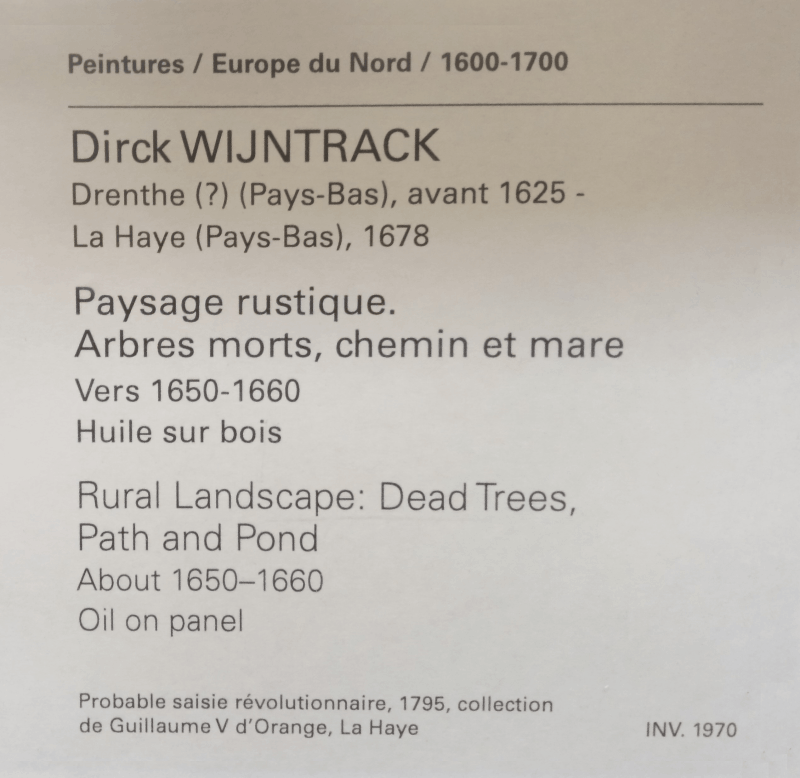 Peintures / Europe du Nord / 1600-1700
Dirck WIJNTRACK
Drenthe (?) (Pays-Bas), avant 1625 -
La Haye (Pays-Bas), 1678
Paysage rustique.
Arbres morts, chemin et mare
Vers 1650-1660
Huile sur bois
Rural Landscape: Dead Trees,
Path and Pond
About 1650–1660
Oil on panel
Probable saisie révolutionnaire, 1795, collection
de Guillaume V d'Orange, La Haye
INV. 1970